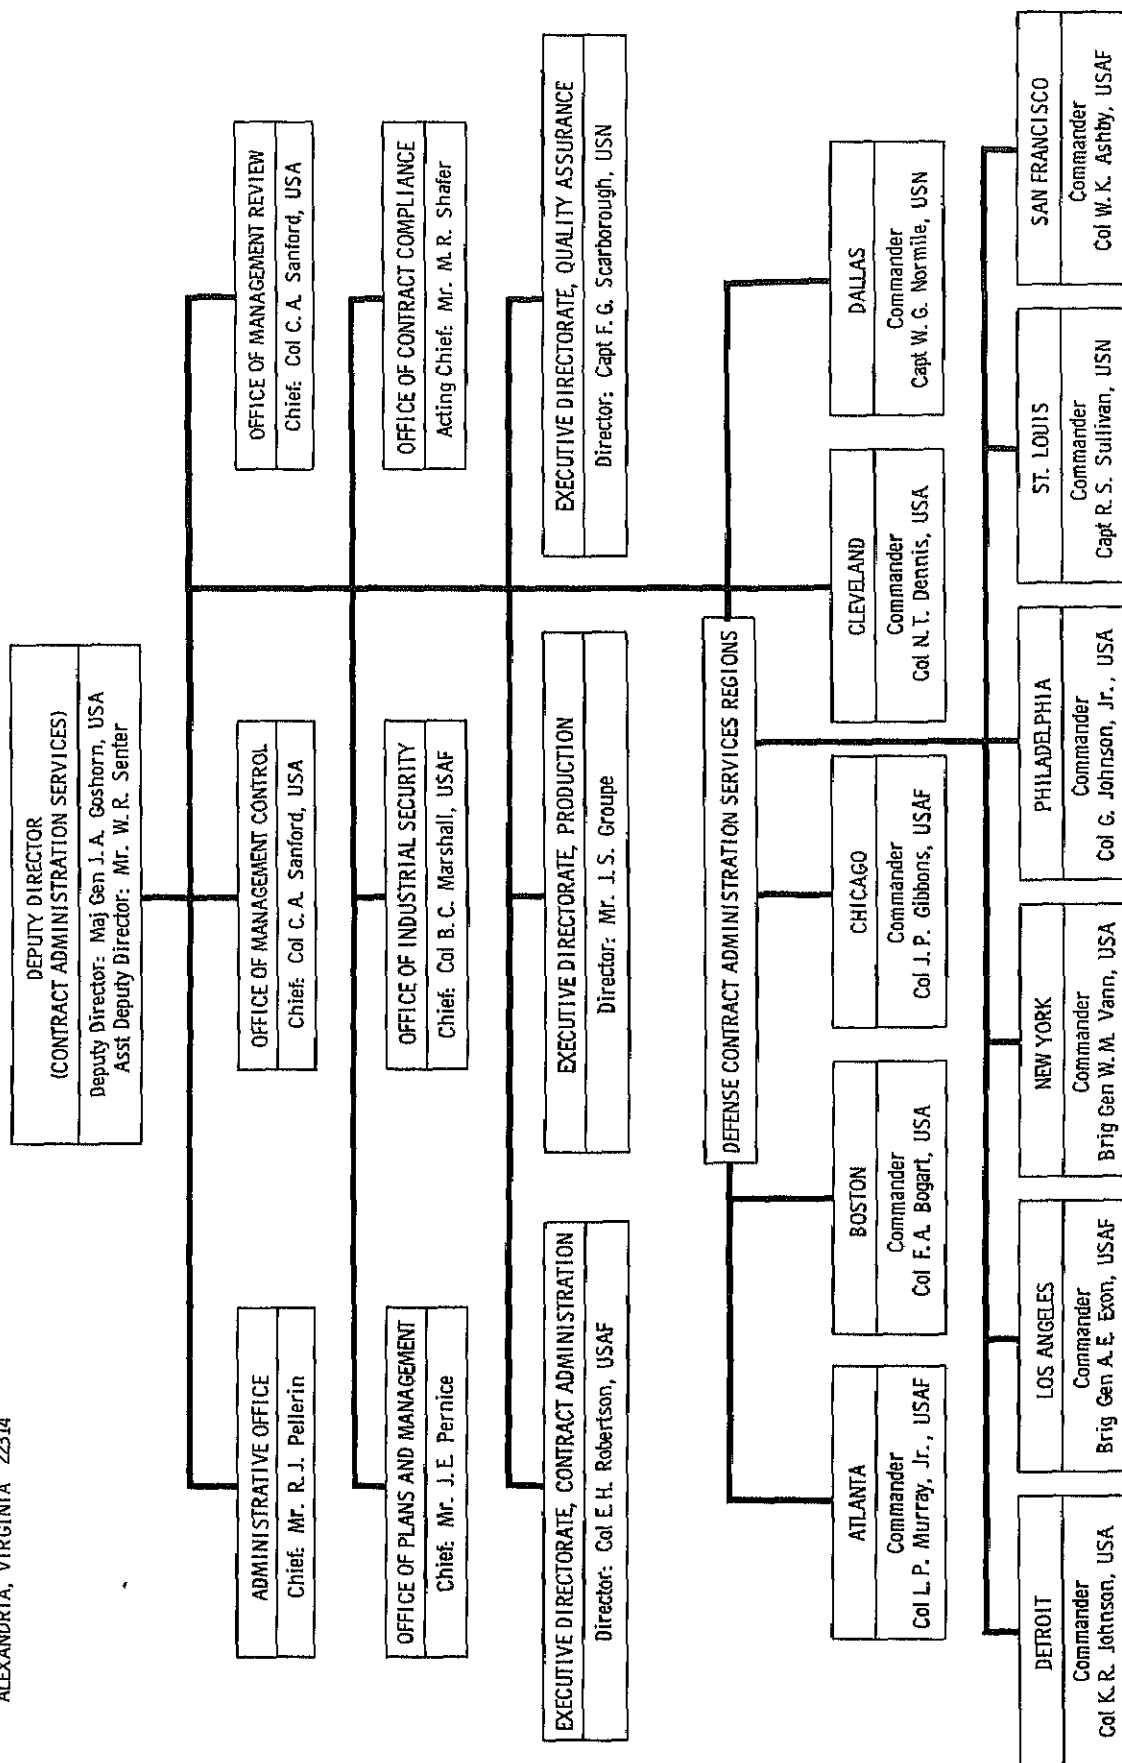 ALEXANDRIA, VIRGINIA 22314
DEPUTY DIRECTOR
(CONTRACT ADMINISTRATION SERVICES)
Deputy Director: Maj Gen J. A. Goshorn, USA
Asst Deputy Director: Mr. W. R. Senter
ADMINISTRATIVE OFFICE
Chief: Mr. R. J. Pellerin
OFFICE OF MANAGEMENT CONTROL
Chief: Col C. A. Sanford, USA
OFFICE OF MANAGEMENT REVIEW
Chief: Col C. A. Sanford, USA
OFFICE OF PLANS AND MANAGEMENT
Chief: Mr. J. E. Pernice
OFFICE OF INDUSTRIAL SECURITY
Chief: Col B. C. Marshall, USAF
OFFICE OF CONTRACT COMPLIANCE
Acting Chief: Mr. M. R. Shafer
EXECUTIVE DIRECTORATE, CONTRACT ADMINISTRATION
Director: Col E. H. Robertson, USAF
EXECUTIVE DIRECTORATE, PRODUCTION
Director: Mr. J. S. Groupe
EXECUTIVE DIRECTORATE, QUALITY ASSURANCE
Director: Capt F. G. Scarborough, USN
DEFENSE CONTRACT ADMINISTRATION SERVICES REGIONS
ATLANTA
Commander
Col L. P. Murray, Jr., USAF
BOSTON
Commander
Col F. A. Bogart, USA
CHICAGO
Commander
Col J. P. Gibbons, USAF
CLEVELAND
Commander
Col N. T. Dennis, USA
DALLAS
Commander
Capt W. G. Normile, USN
DETROIT
Commander
Col K. R. Johnson, USA
LOS ANGELES
Commander
Brig Gen A. E. Exon, USAF
NEW YORK
Commander
Brig Gen W. M. Vann, USA
PHILADELPHIA
Commander
Col G. Johnson, Jr., USA
ST. LOUIS
Commander
Capt R. S. Sullivan, USN
SAN FRANCISCO
Commander
Col W. K. Ashby, USAF